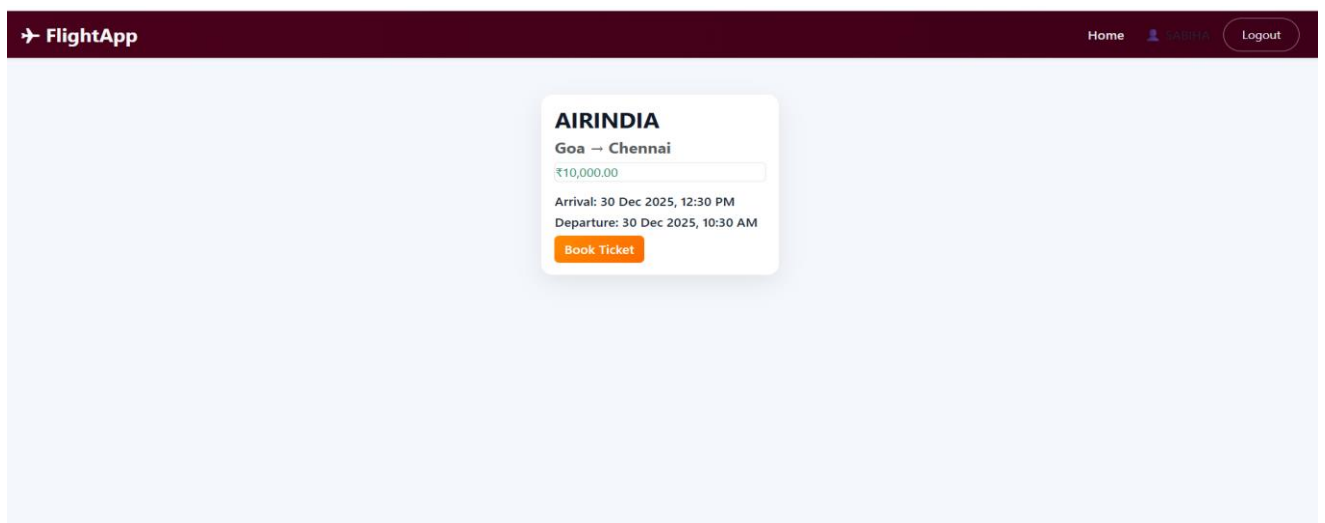 FlightApp
Home SABIHA Logout
AIRINDIA
Goa → Chennai
₹10,000.00
Arrival: 30 Dec 2025, 12:30 PM
Departure: 30 Dec 2025, 10:30 AM
Book Ticket